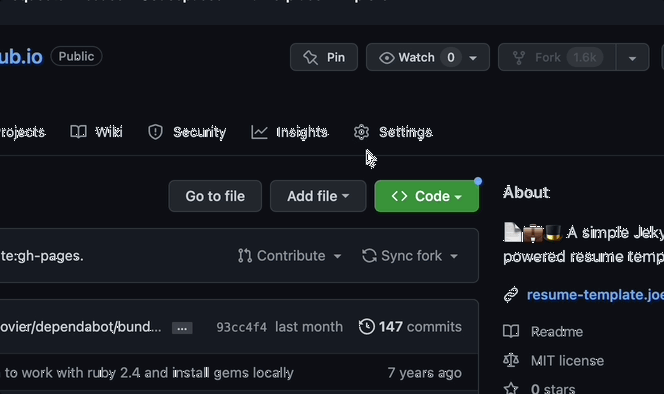 ub.io Public Pin Watch 0 Fork 1.6k
rojects Wiki Security Insights Settings
Go to file Add file Code
About
A simple Jeky
powered resume temp
te:gh-pages. Contribute Sync fork
resume-template.joe
ovier/dependabot/bund... ... 93cc4f4 last month 147 commits
Readme
MIT license
to work with ruby 2.4 and install gems locally 7 years ago
0 stars